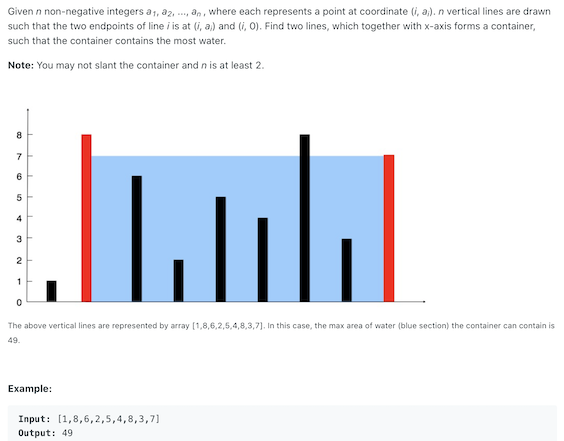 Given n non-negative integers a1, a2, ..., an , where each represents a point at coordinate (i, ai). n vertical lines are drawn
such that the two endpoints of line i is at (i, ai) and (i, 0). Find two lines, which together with x-axis forms a container,
such that the container contains the most water.
Note: You may not slant the container and n is at least 2.
8
7
6
5
4
3
2
1
0
The above vertical lines are represented by array [1,8,6,2,5,4,8,3,7]. In this case, the max area of water (blue section) the container can contain is
49.
Example:
Input: [1,8,6,2,5,4,8,3,7]
Output: 49